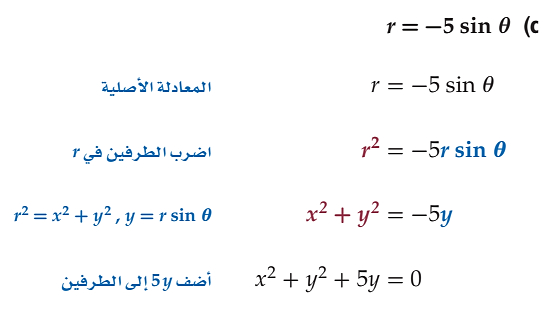 (c r = −5 sin θ
المعادلة الأصلية r = −5 sin θ
اضرب الطرفين في r r² = −5r sin θ
r² = x² + y² , y = r sin θ x² + y² = −5y
أضف 5y إلى الطرفين x² + y² + 5y = 0